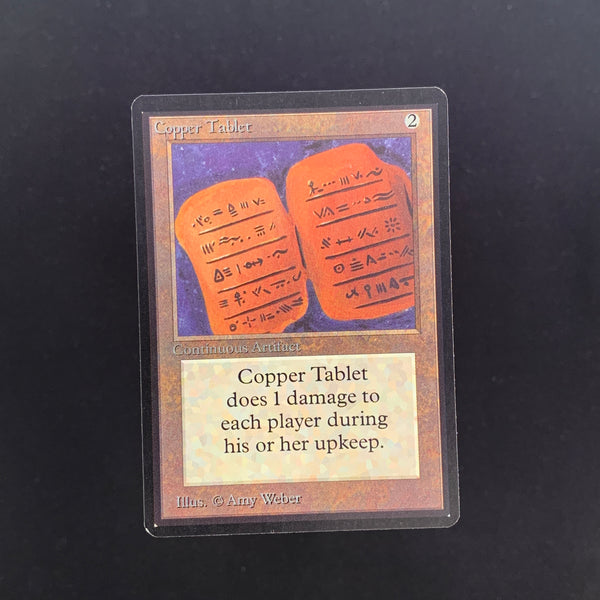 Copper Tablet
2
Continuous Artifact
Copper Tablet
does 1 damage to
each player during
his or her upkeep.
Illus. © Amy Weber